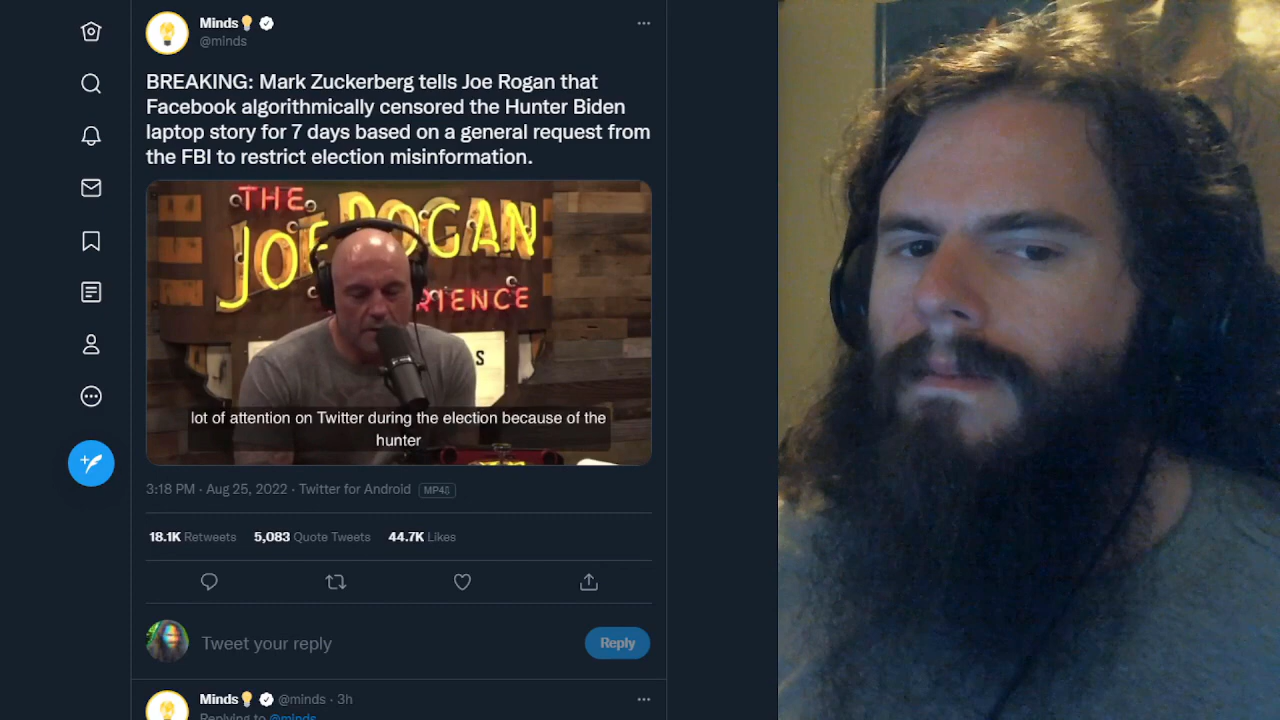 Minds💡
@minds
BREAKING: Mark Zuckerberg tells Joe Rogan that
Facebook algorithmically censored the Hunter Biden
laptop story for 7 days based on a general request from
the FBI to restrict election misinformation.
THE
JOE ROGAN
RIENCE
S
lot of attention on Twitter during the election because of the
hunter
3:18 PM · Aug 25, 2022 · Twitter for Android MP4⇩
18.1K Retweets 5,083 Quote Tweets 44.7K Likes
Tweet your reply
Reply
Minds💡 @minds · 3h
Replying to @minds